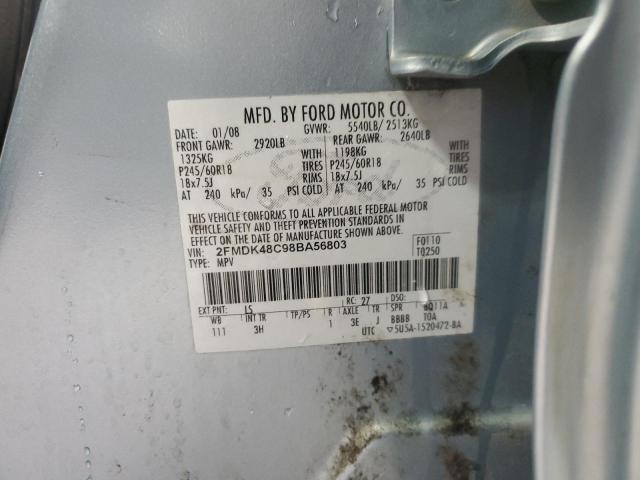 MFD. BY FORD MOTOR CO.
DATE: 01/08 GVWR: 5540LB/ 2513KG
FRONT GAWR: 2920LB REAR GAWR: 2640LB
1325KG WITH 1198KG WITH
P245/60R18 TIRES P245/60R18 TIRES
18x7.5J RIMS 18x7.5J RIMS
AT 240 kPa/ 35 PSI COLD AT 240 kPa/ 35 PSI COLD
THIS VEHICLE CONFORMS TO ALL APPLICABLE FEDERAL MOTOR
VEHICLE SAFETY AND THEFT PREVENTION STANDARDS IN
EFFECT ON THE DATE OF MANUFACTURE SHOWN ABOVE.
VIN: 2FMDK48C98BA56803 F0110
TYPE: MPV T0250
EXT PNT: LS RC: 27 DSO:
WB INT TR TP/PS R AXLE TR SPR BQ11A
111 3H 1 3E J BBBB T0A
UTC 5U5A-1520472-BA